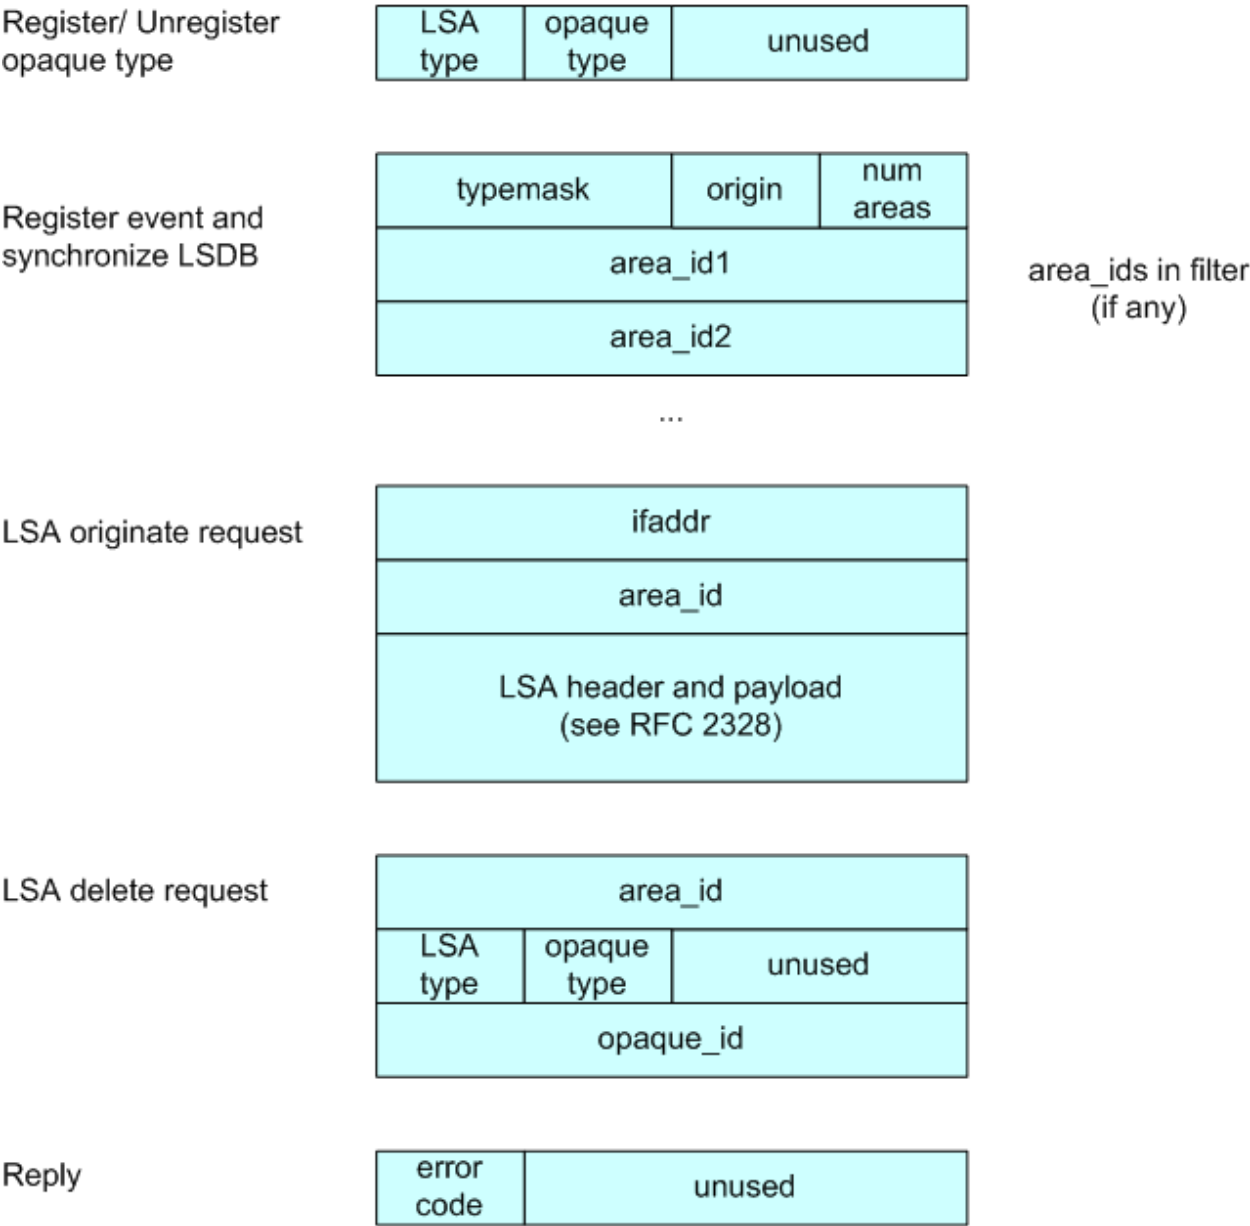 Register/ Unregister
opaque type
LSA
type
opaque
type
unused
Register event and
synchronize LSDB
typemask
origin
num
areas
area_id1
area_id2
area_ids in filter
(if any)
...
LSA originate request
ifaddr
area_id
LSA header and payload
(see RFC 2328)
LSA delete request
area_id
LSA
type
opaque
type
unused
opaque_id
Reply
error
code
unused